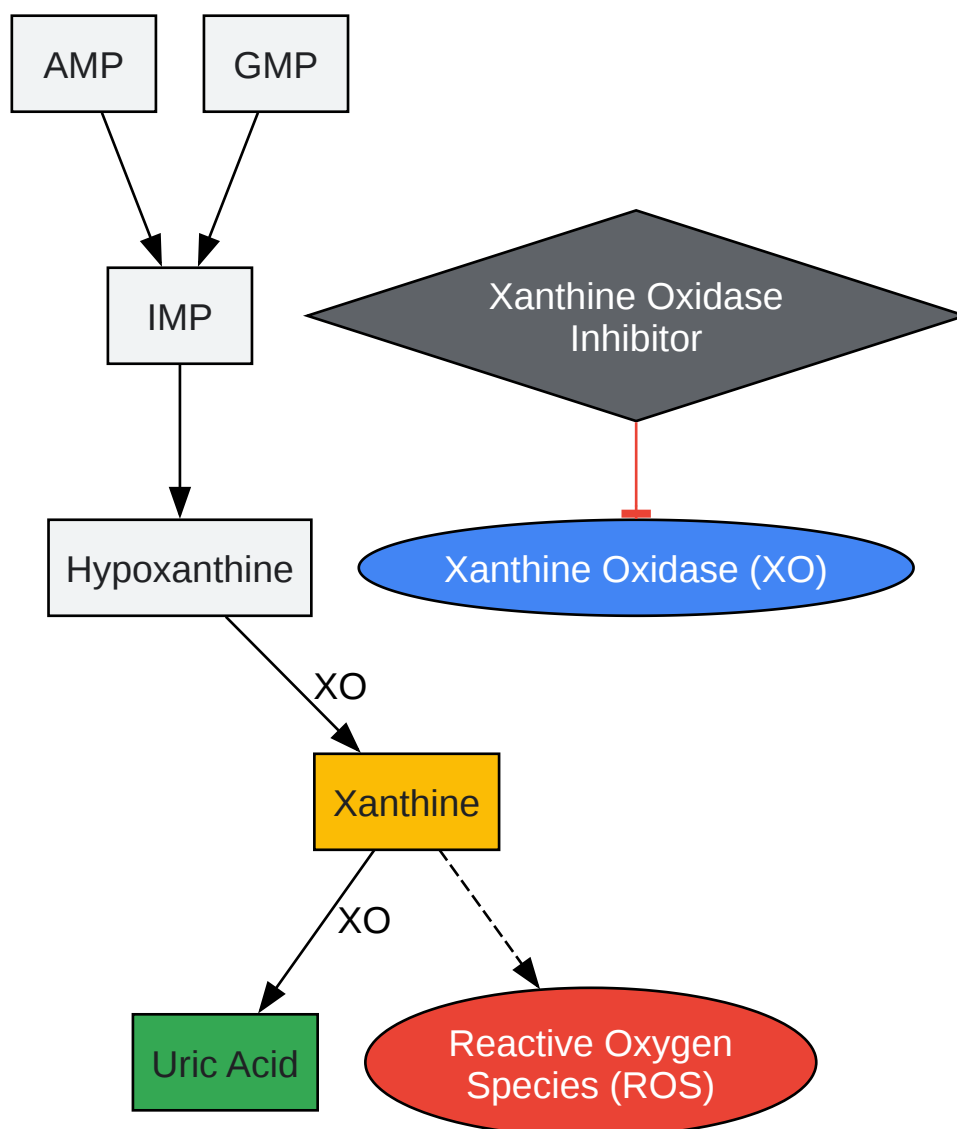 AMP
GMP
IMP
Xanthine Oxidase
Inhibitor
Hypoxanthine
Xanthine Oxidase (XO)
XO
Xanthine
XO
Uric Acid
Reactive Oxygen
Species (ROS)